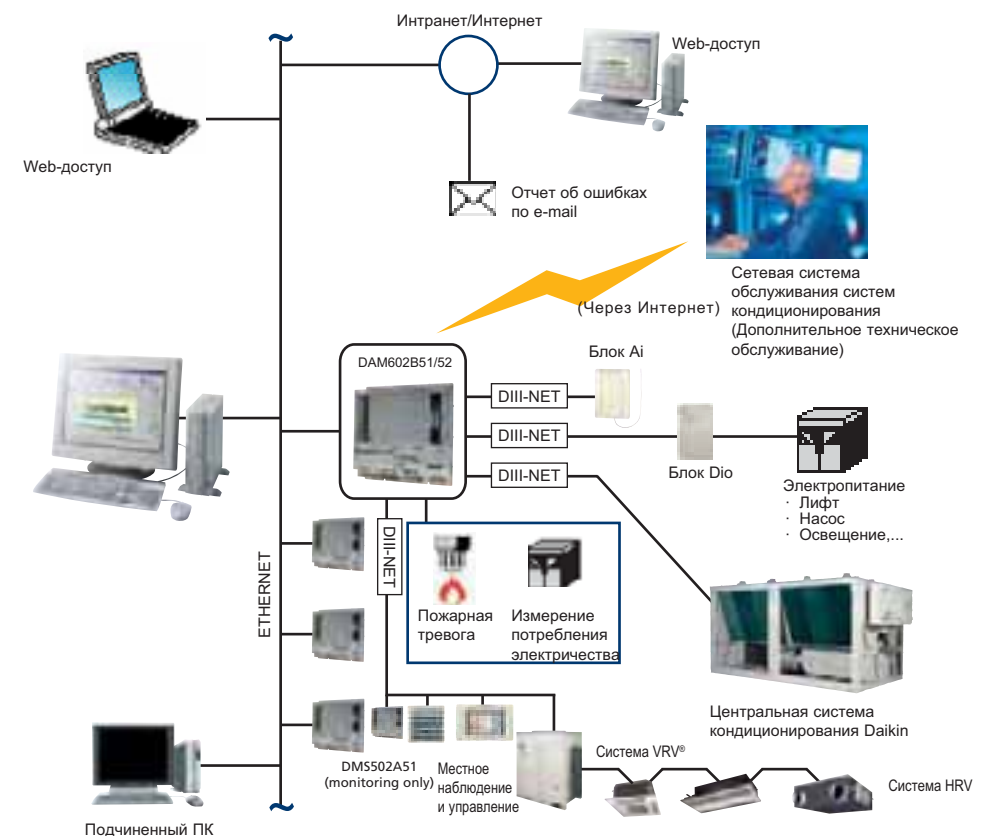 Интранет/Интернет
Web-доступ
Web-доступ
Отчет об ошибках
по e-mail
Сетевая система
обслуживания систем
кондиционирования
(Дополнительное техническое
обслуживание)
(Через Интернет)
DAM602B51/52
Блок Ai
DIII-NET
DIII-NET
DIII-NET
Блок Dio
Электропитание
· Лифт
· Насос
· Освещение,...
DIII-NET
ETHERNET
Пожарная
тревога
Измерение
потребления
электричества
Центральная система
кондиционирования Daikin
DMS502A51
(monitoring only)
Местное
наблюдение
и управление
Система VRV®
Система HRV
Подчиненный ПК